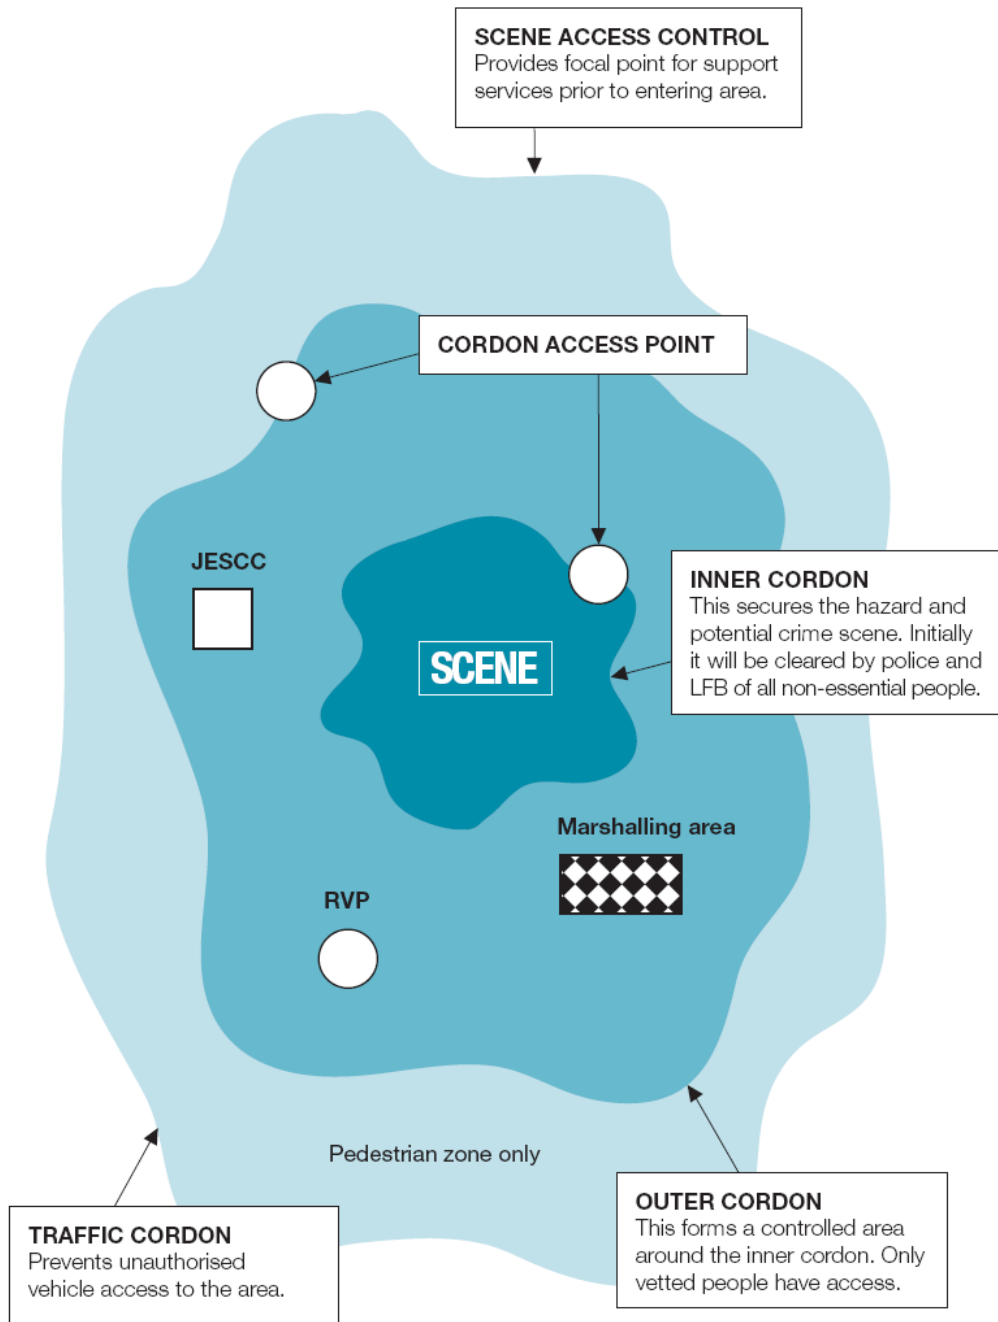 SCENE ACCESS CONTROL
Provides focal point for support
services prior to entering area.
CORDON ACCESS POINT
JESCC
INNER CORDON
This secures the hazard and
potential crime scene. Initially
it will be cleared by police and
LFB of all non-essential people.
SCENE
Marshalling area
RVP
Pedestrian zone only
OUTER CORDON
This forms a controlled area
around the inner cordon. Only
vetted people have access.
TRAFFIC CORDON
Prevents unauthorised
vehicle access to the area.